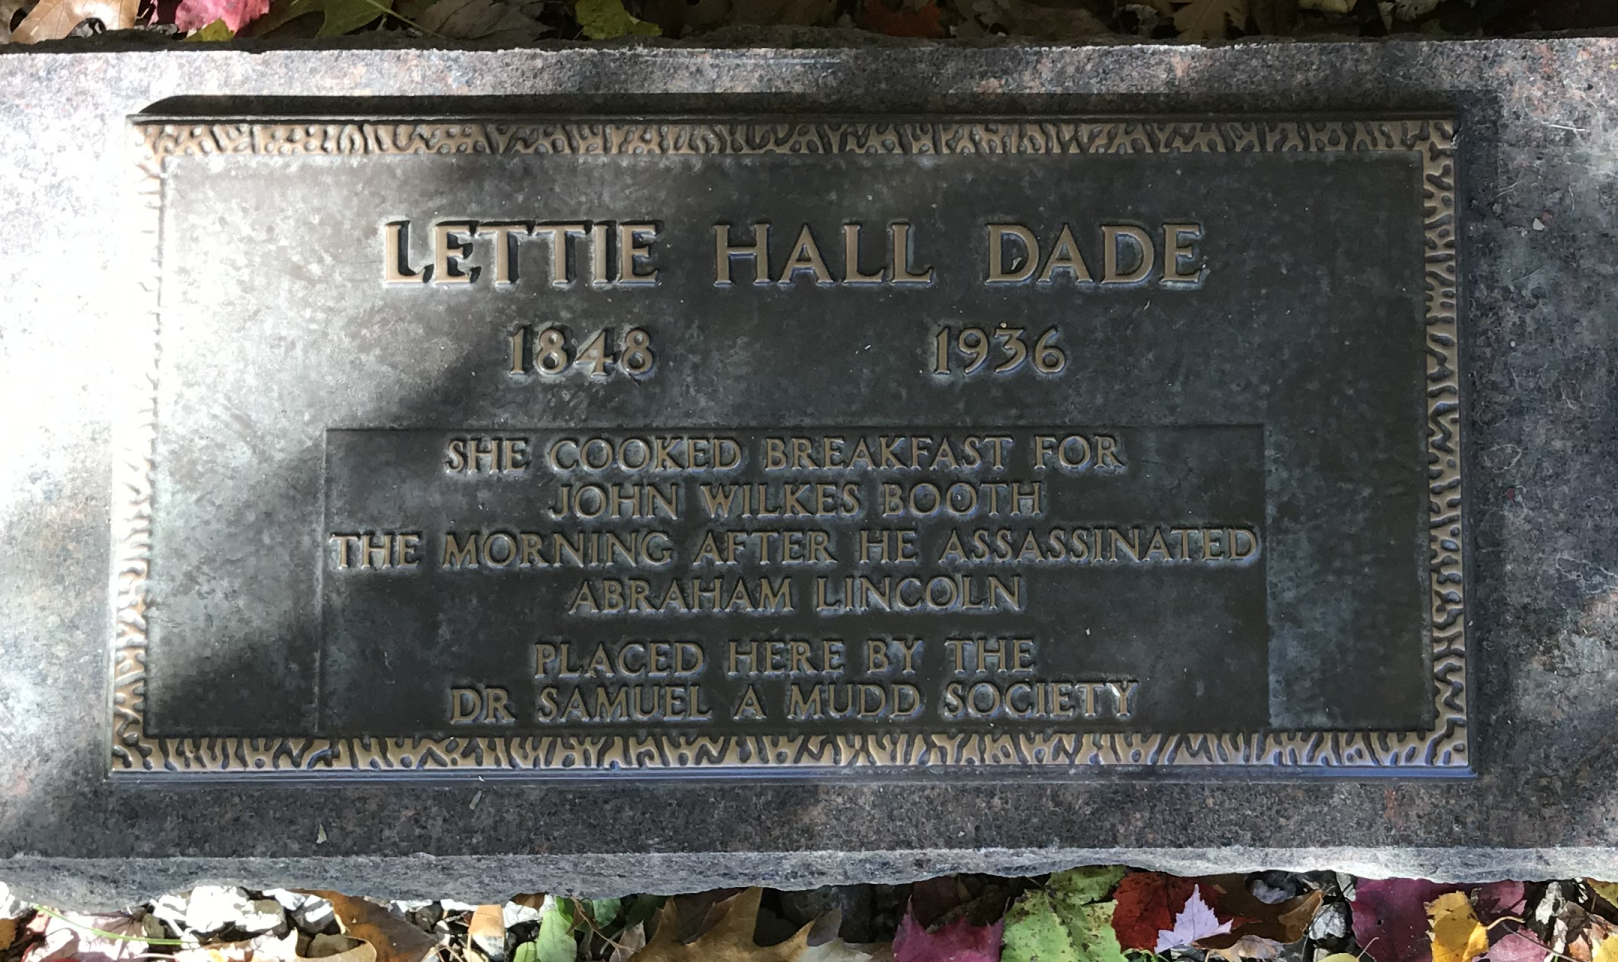 LETTIE HALL DADE
1848 1936
SHE COOKED BREAKFAST FOR
JOHN WILKES BOOTH
THE MORNING AFTER HE ASSASSINATED
ABRAHAM LINCOLN
PLACED HERE BY THE
DR SAMUEL A MUDD SOCIETY